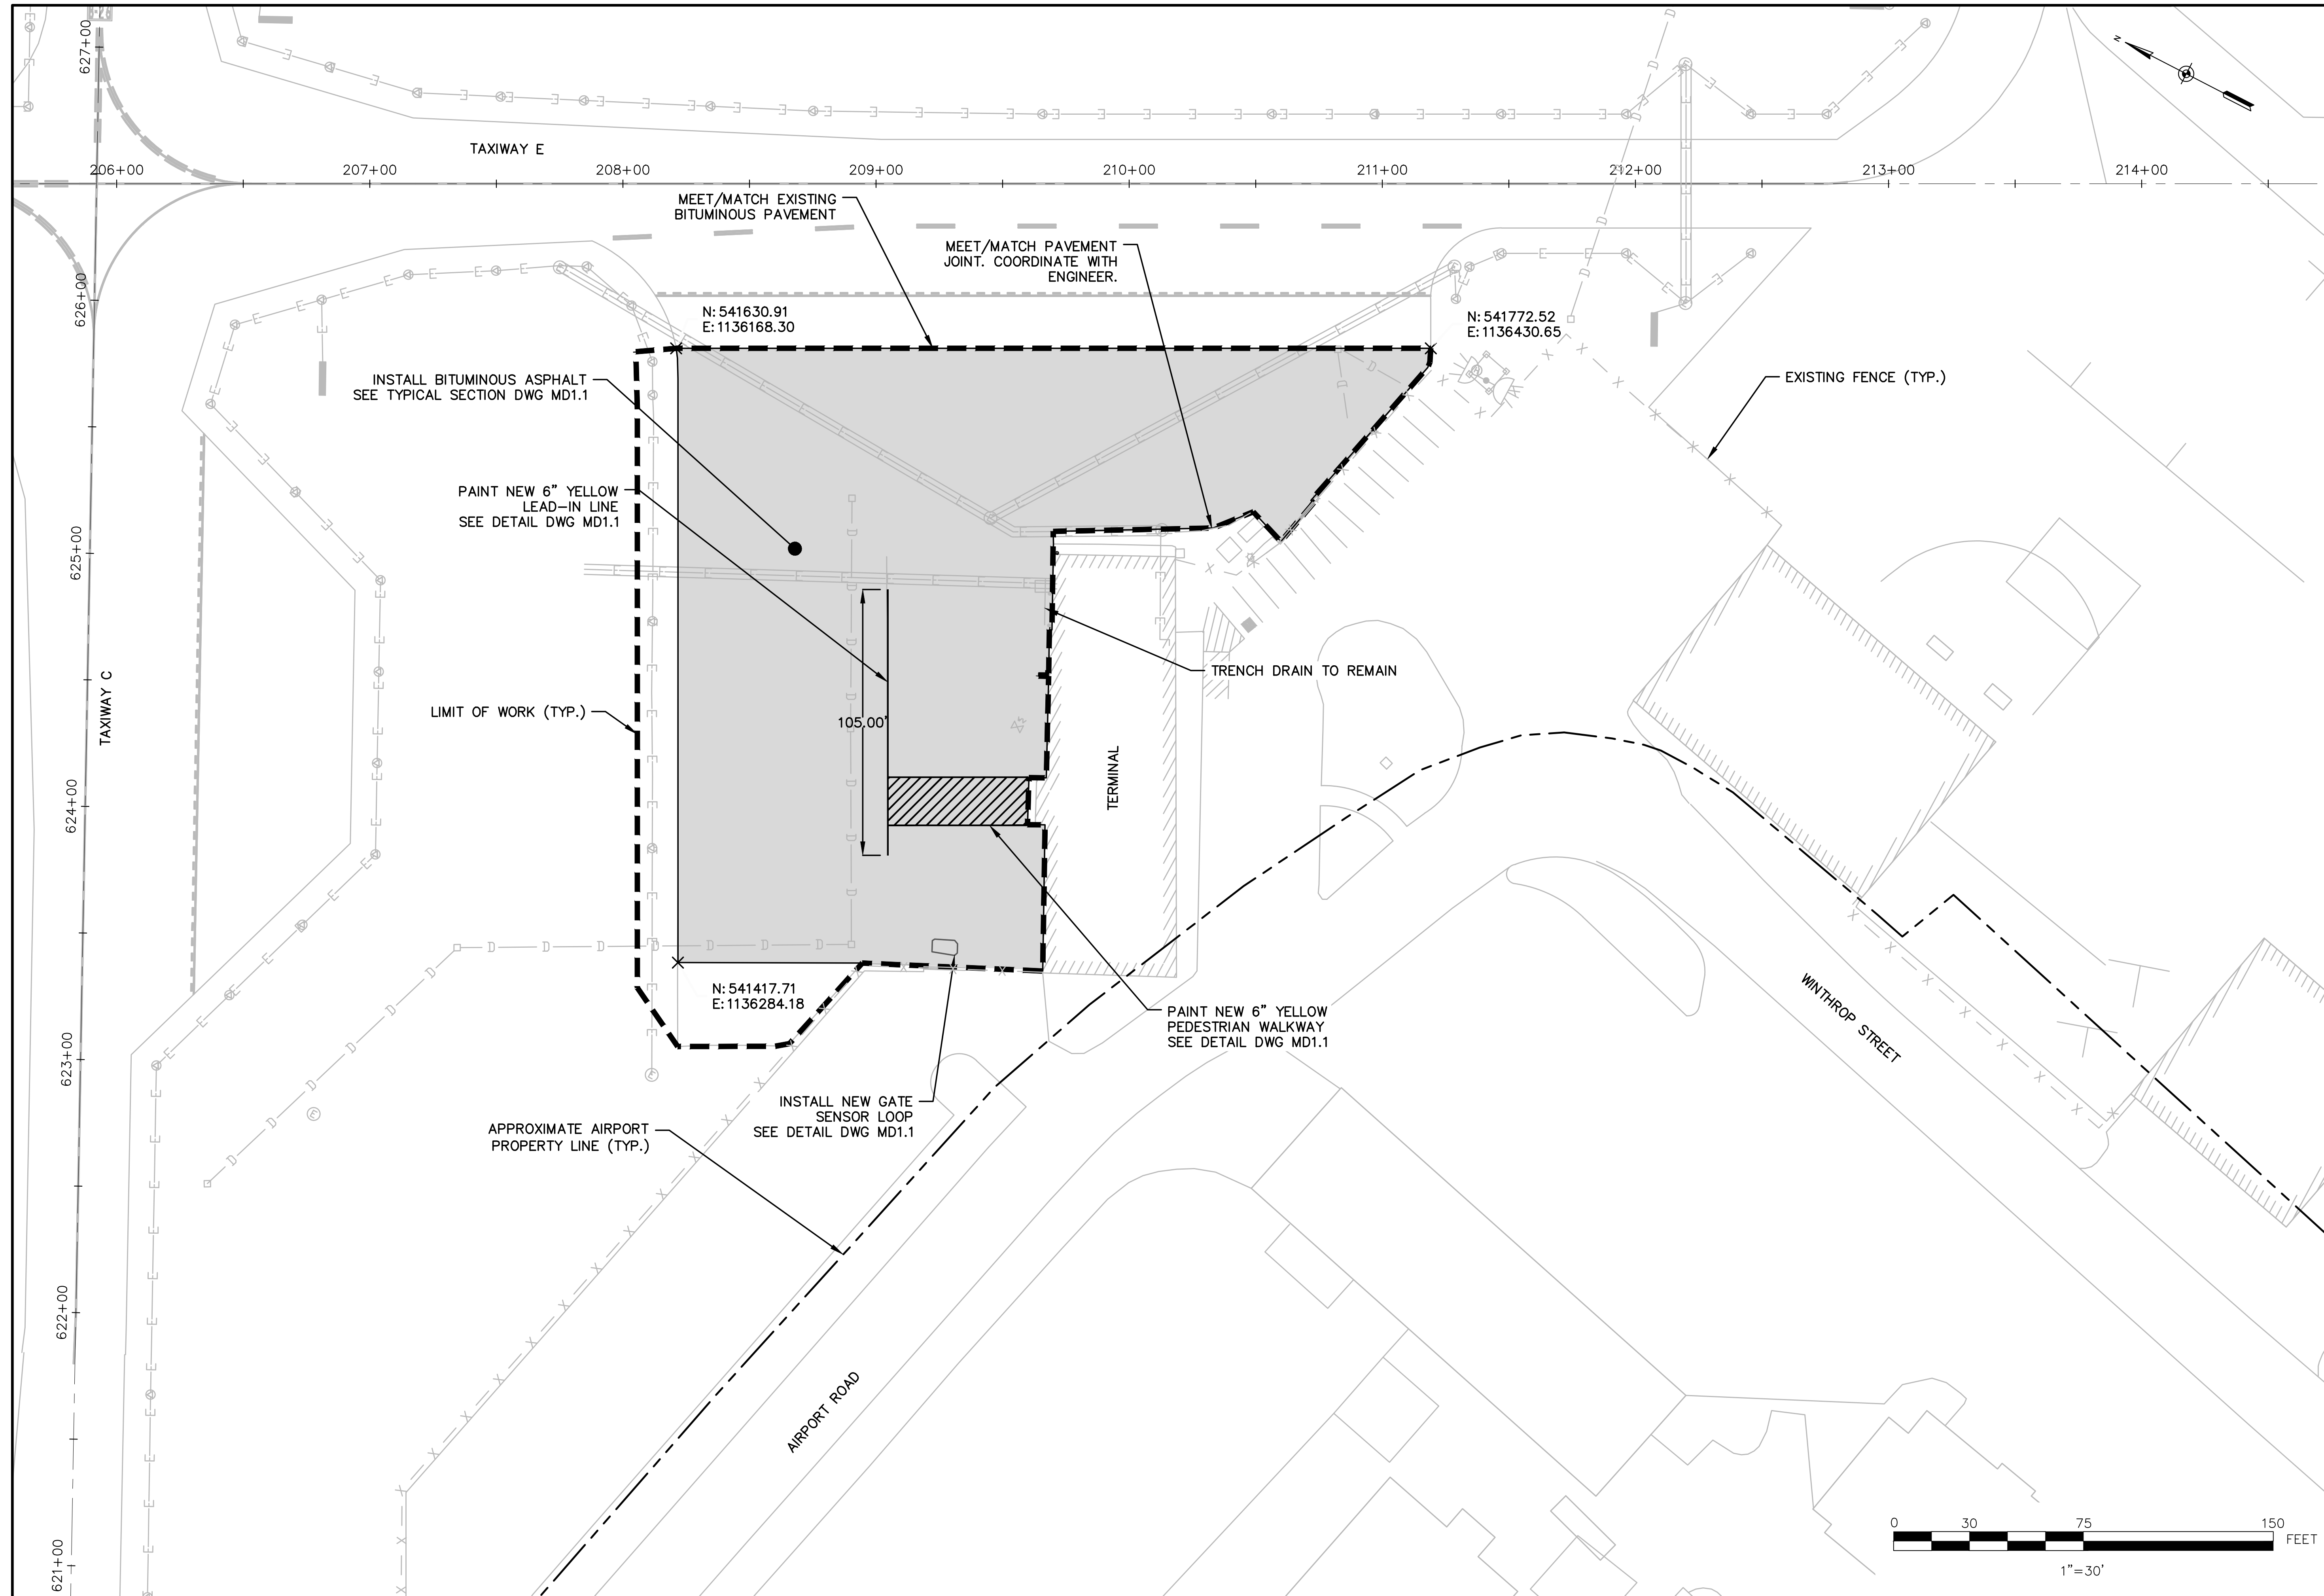 627+00
N
TAXIWAY E
206+00
207+00
208+00
209+00
210+00
211+00
212+00
213+00
214+00
MEET/MATCH EXISTING
BITUMINOUS PAVEMENT
MEET/MATCH PAVEMENT
JOINT. COORDINATE WITH
ENGINEER.
626+00
N: 541630.91
E: 1136168.30
N: 541772.52
E: 1136430.65
INSTALL BITUMINOUS ASPHALT
SEE TYPICAL SECTION DWG MD1.1
EXISTING FENCE (TYP.)
PAINT NEW 6" YELLOW
LEAD-IN LINE
SEE DETAIL DWG MD1.1
625+00
TRENCH DRAIN TO REMAIN
TAXIWAY C
LIMIT OF WORK (TYP.)
105.00'
TERMINAL
624+00
N: 541417.71
E: 1136284.18
PAINT NEW 6" YELLOW
PEDESTRIAN WALKWAY
SEE DETAIL DWG MD1.1
WINTHROP STREET
623+00
INSTALL NEW GATE
SENSOR LOOP
SEE DETAIL DWG MD1.1
APPROXIMATE AIRPORT
PROPERTY LINE (TYP.)
622+00
AIRPORT ROAD
621+00
0 30 75 150
FEET
1"=30'